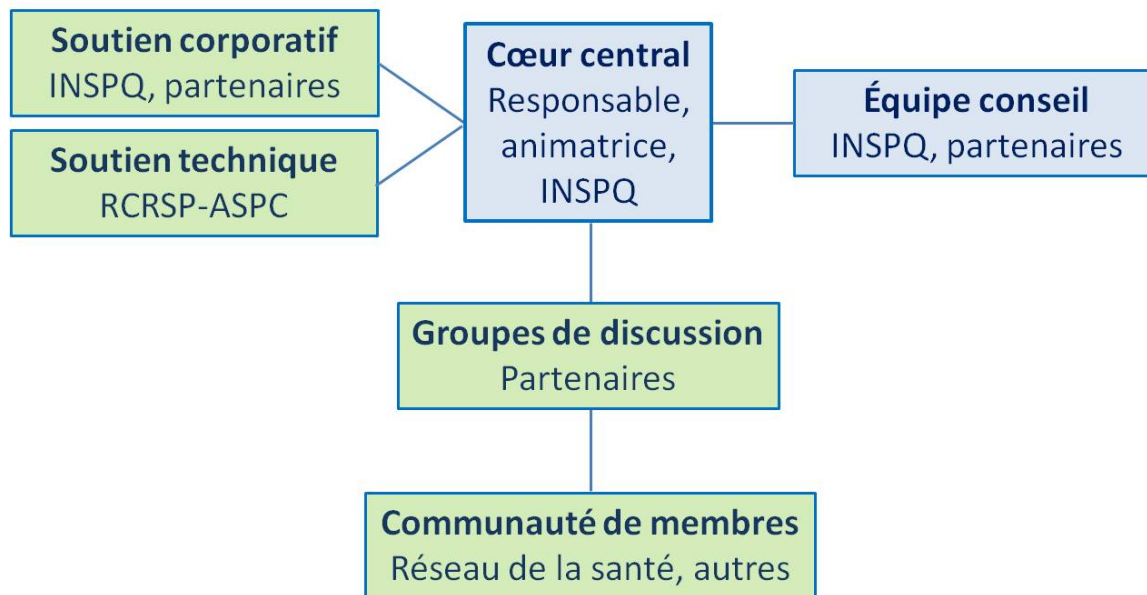 Soutien corporatif
INSPQ, partenaires
Soutien technique
RCRSP-ASPC
Cœur central
Responsable,
animatrice,
INSPQ
Équipe conseil
INSPQ, partenaires
Groupes de discussion
Partenaires
Communauté de membres
Réseau de la santé, autres